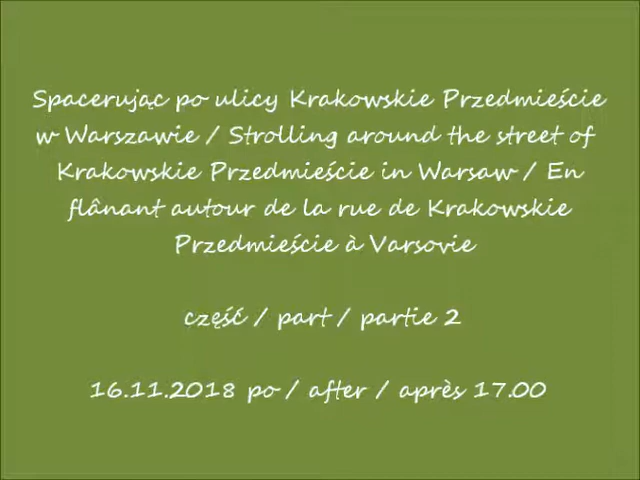 Spacerując po ulicy Krakowskie Przedmieście
w Warszawie / Strolling around the street of
Krakowskie Przedmieście in Warsaw / En
flânant autour de la rue de Krakowskie
Przedmieście à Varsovie
część / part / partie 2
16.11.2018 po / after / après 17.00